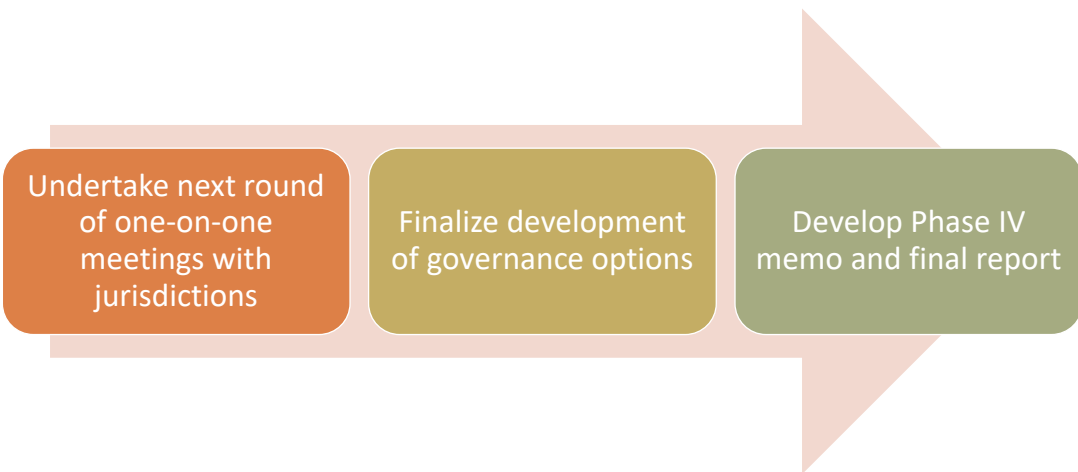 Undertake next round
of one-on-one
meetings with
jurisdictions
Finalize development
of governance options
Develop Phase IV
memo and final report